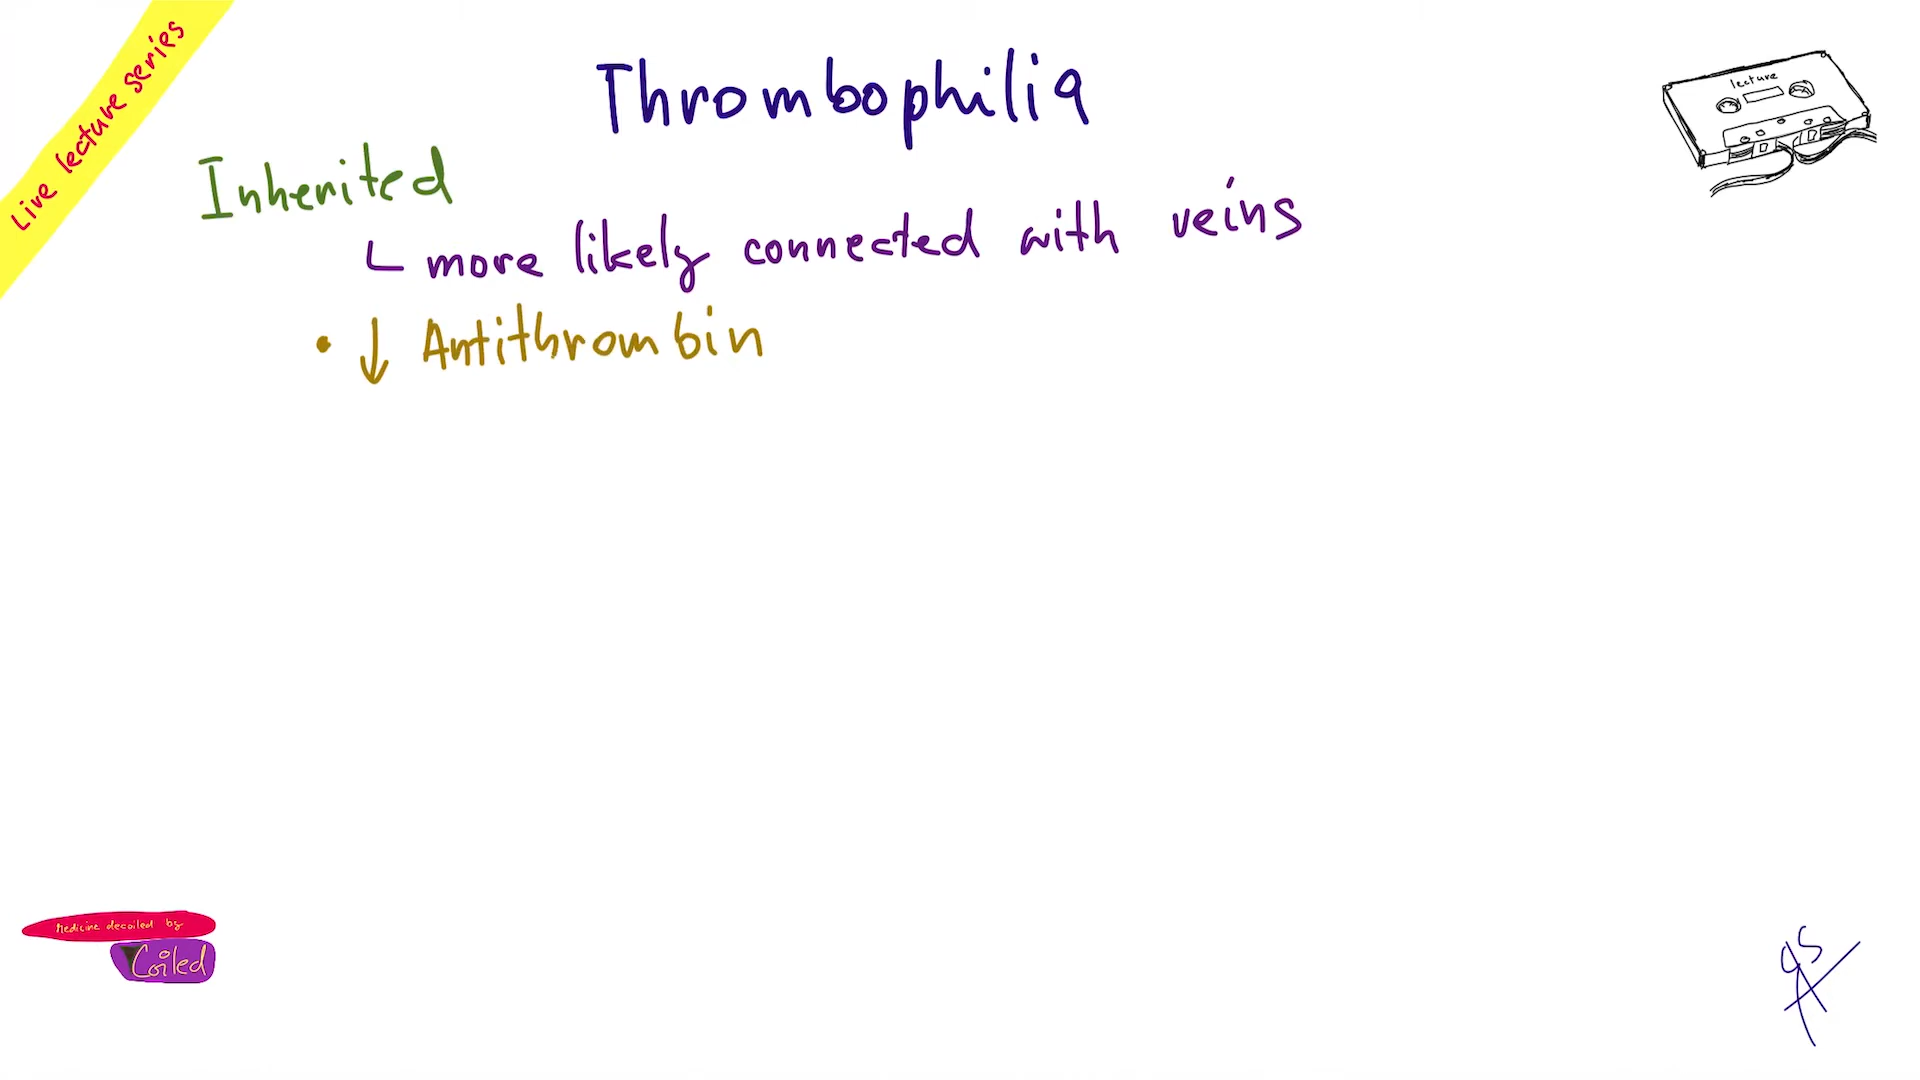 Live lecture series
Thrombophilia
lecture
Inherited
more likely connected with veins
• ↓ Antithrombin
Medicine decoiled by
Coiled